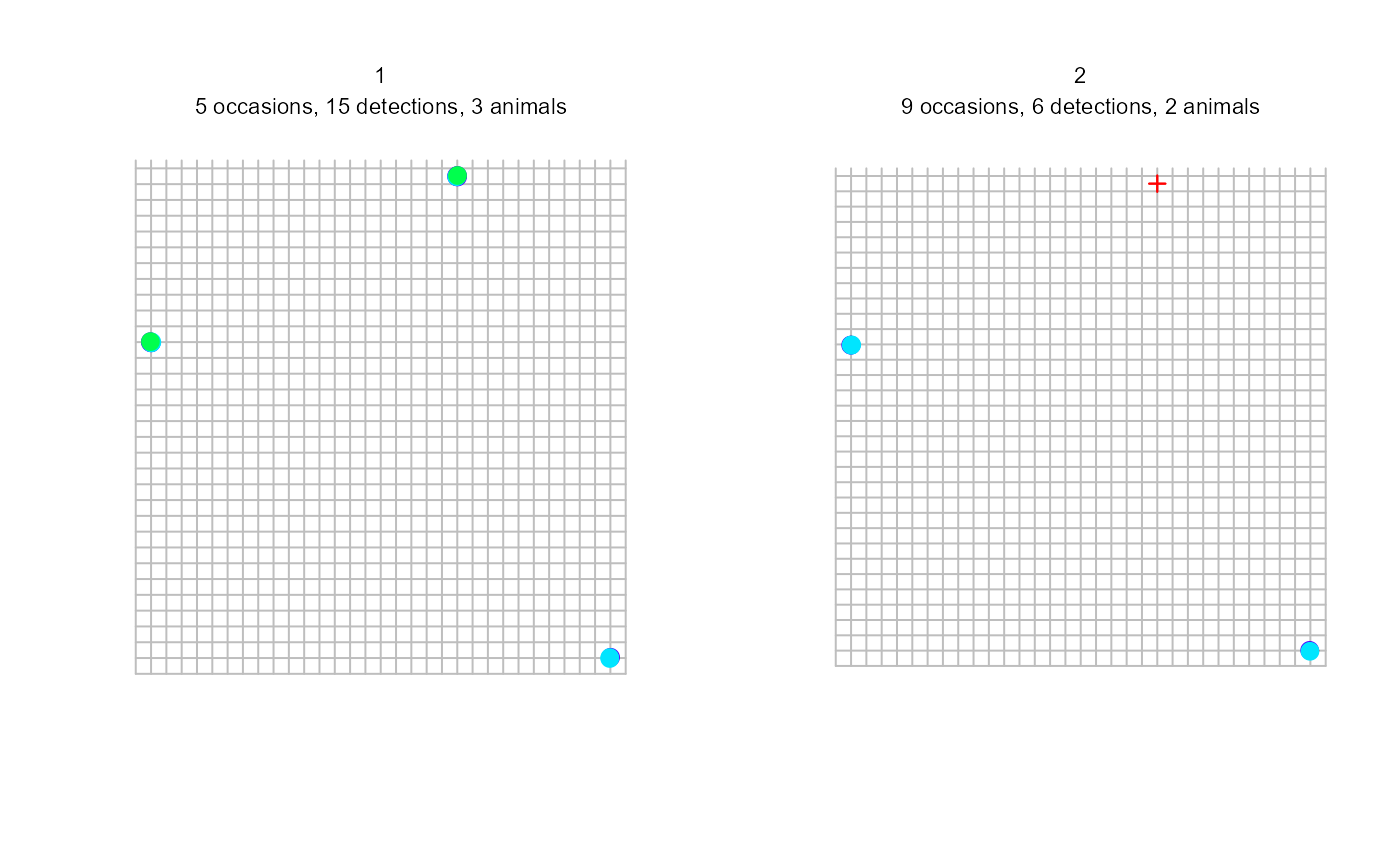 1
5 occasions, 15 detections, 3 animals
2
9 occasions, 6 detections, 2 animals